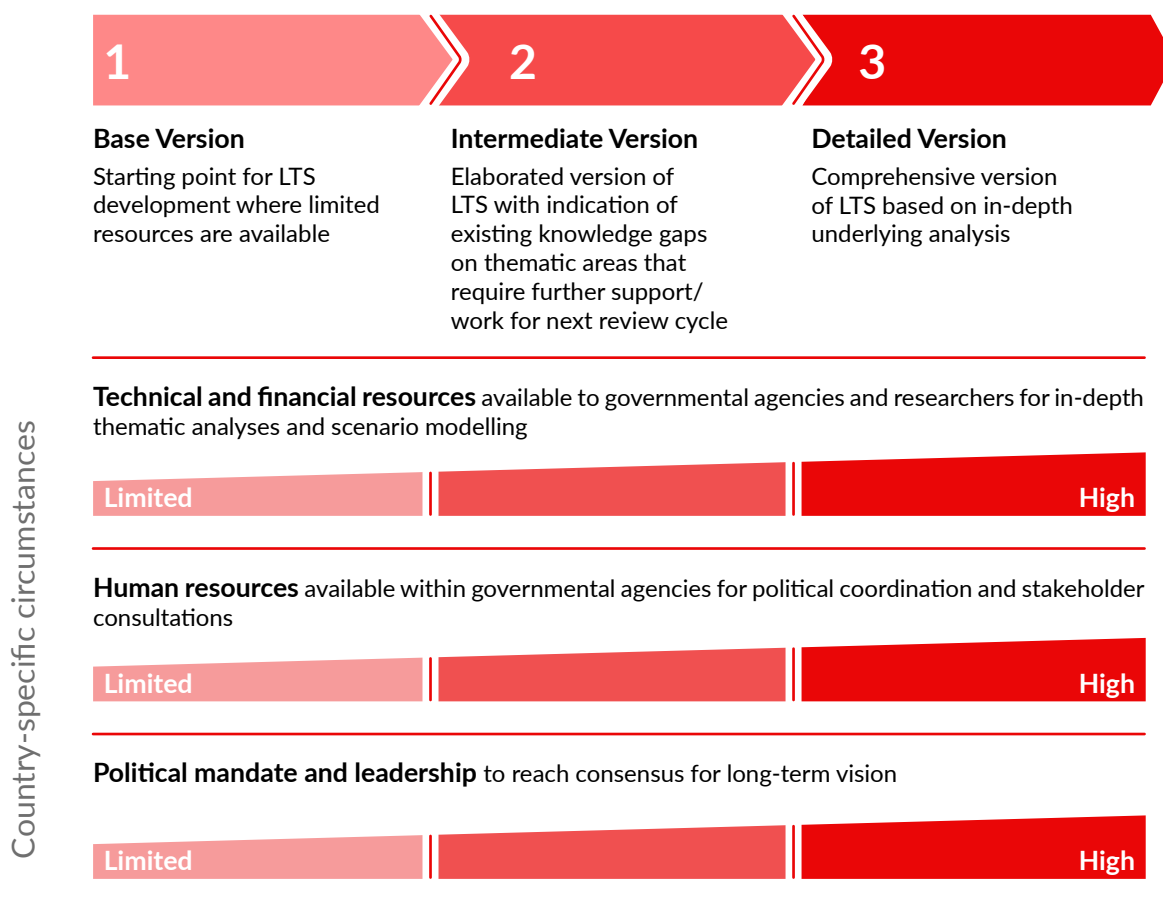 1
2
3
Base Version
Starting point for LTS
development where limited
resources are available
Intermediate Version
Elaborated version of
LTS with indication of
existing knowledge gaps
on thematic areas that
require further support/
work for next review cycle
Detailed Version
Comprehensive version
of LTS based on in-depth
underlying analysis
Country-specific circumstances
Technical and financial resources available to governmental agencies and researchers for in-depth
thematic analyses and scenario modelling
Limited
High
Human resources available within governmental agencies for political coordination and stakeholder
consultations
Limited
High
Political mandate and leadership to reach consensus for long-term vision
Limited
High